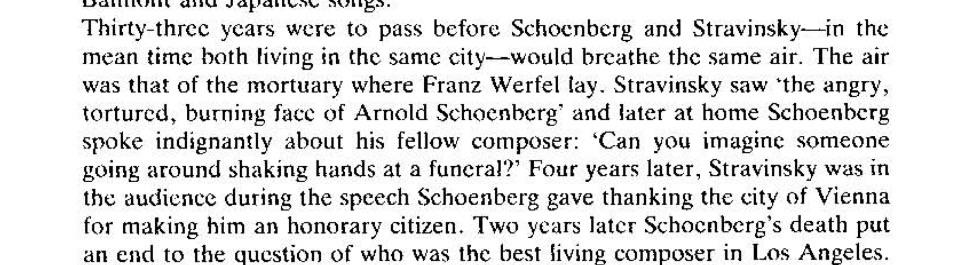 Balmont and Japanese songs.
Thirty-three years were to pass before Schoenberg and Stravinsky—in the
mean time both living in the same city—would breathe the same air. The air
was that of the mortuary where Franz Werfel lay. Stravinsky saw ‘the angry,
tortured, burning face of Arnold Schoenberg’ and later at home Schoenberg
spoke indignantly about his fellow composer: ‘Can you imagine someone
going around shaking hands at a funeral?’ Four years later, Stravinsky was in
the audience during the speech Schoenberg gave thanking the city of Vienna
for making him an honorary citizen. Two years later Schoenberg’s death put
an end to the question of who was the best living composer in Los Angeles.